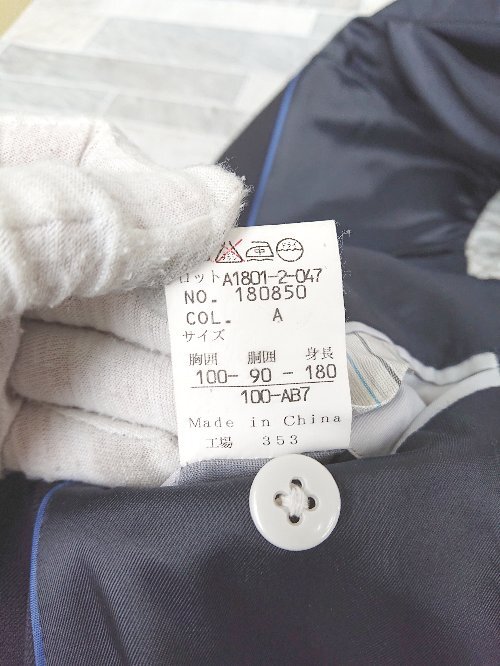 ロット A1801-2-047
NO. 180850
COL. A
サイズ
胸囲 胴囲 身長
100- 90 - 180
100-AB7
Made in China
工場 353